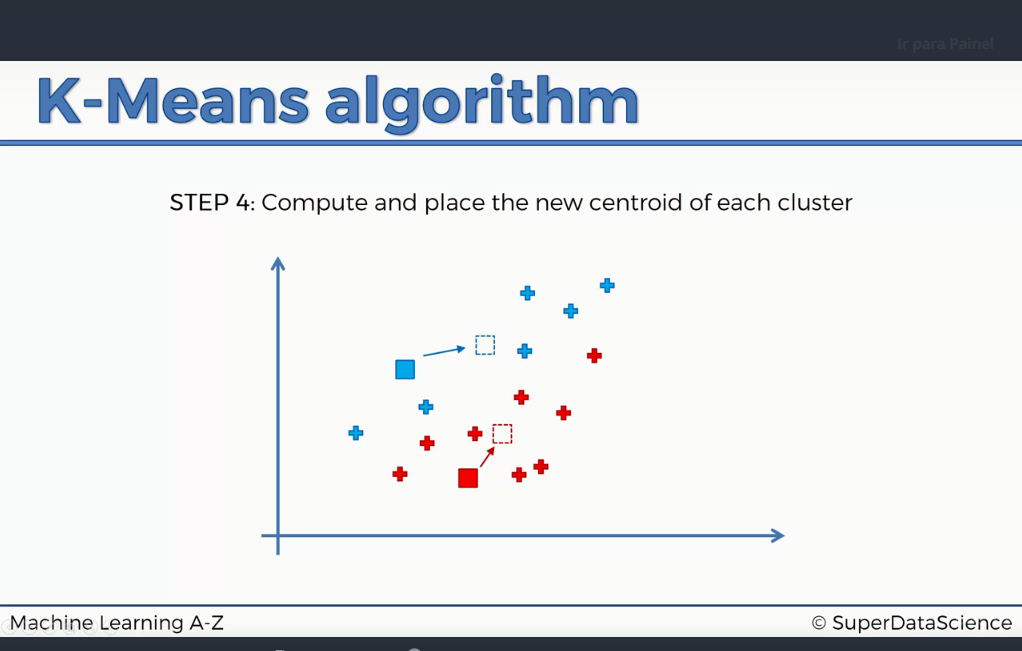 Ir para Painel
K-Means algorithm
STEP 4: Compute and place the new centroid of each cluster
Machine Learning A-Z
© SuperDataScience